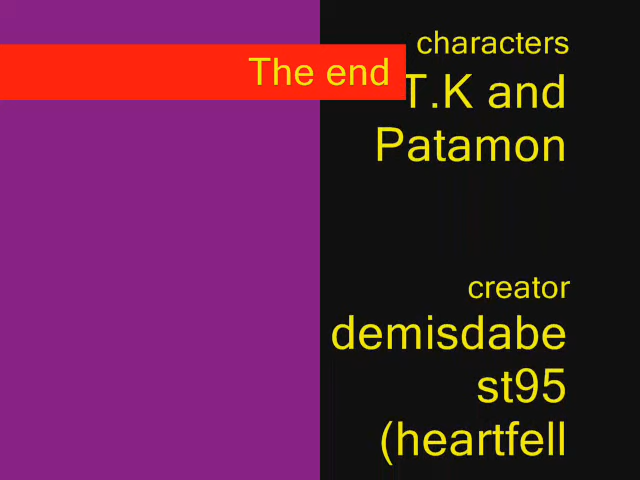 The end
characters
T.K and
Patamon
creator
demisdabe
st95
(heartfell